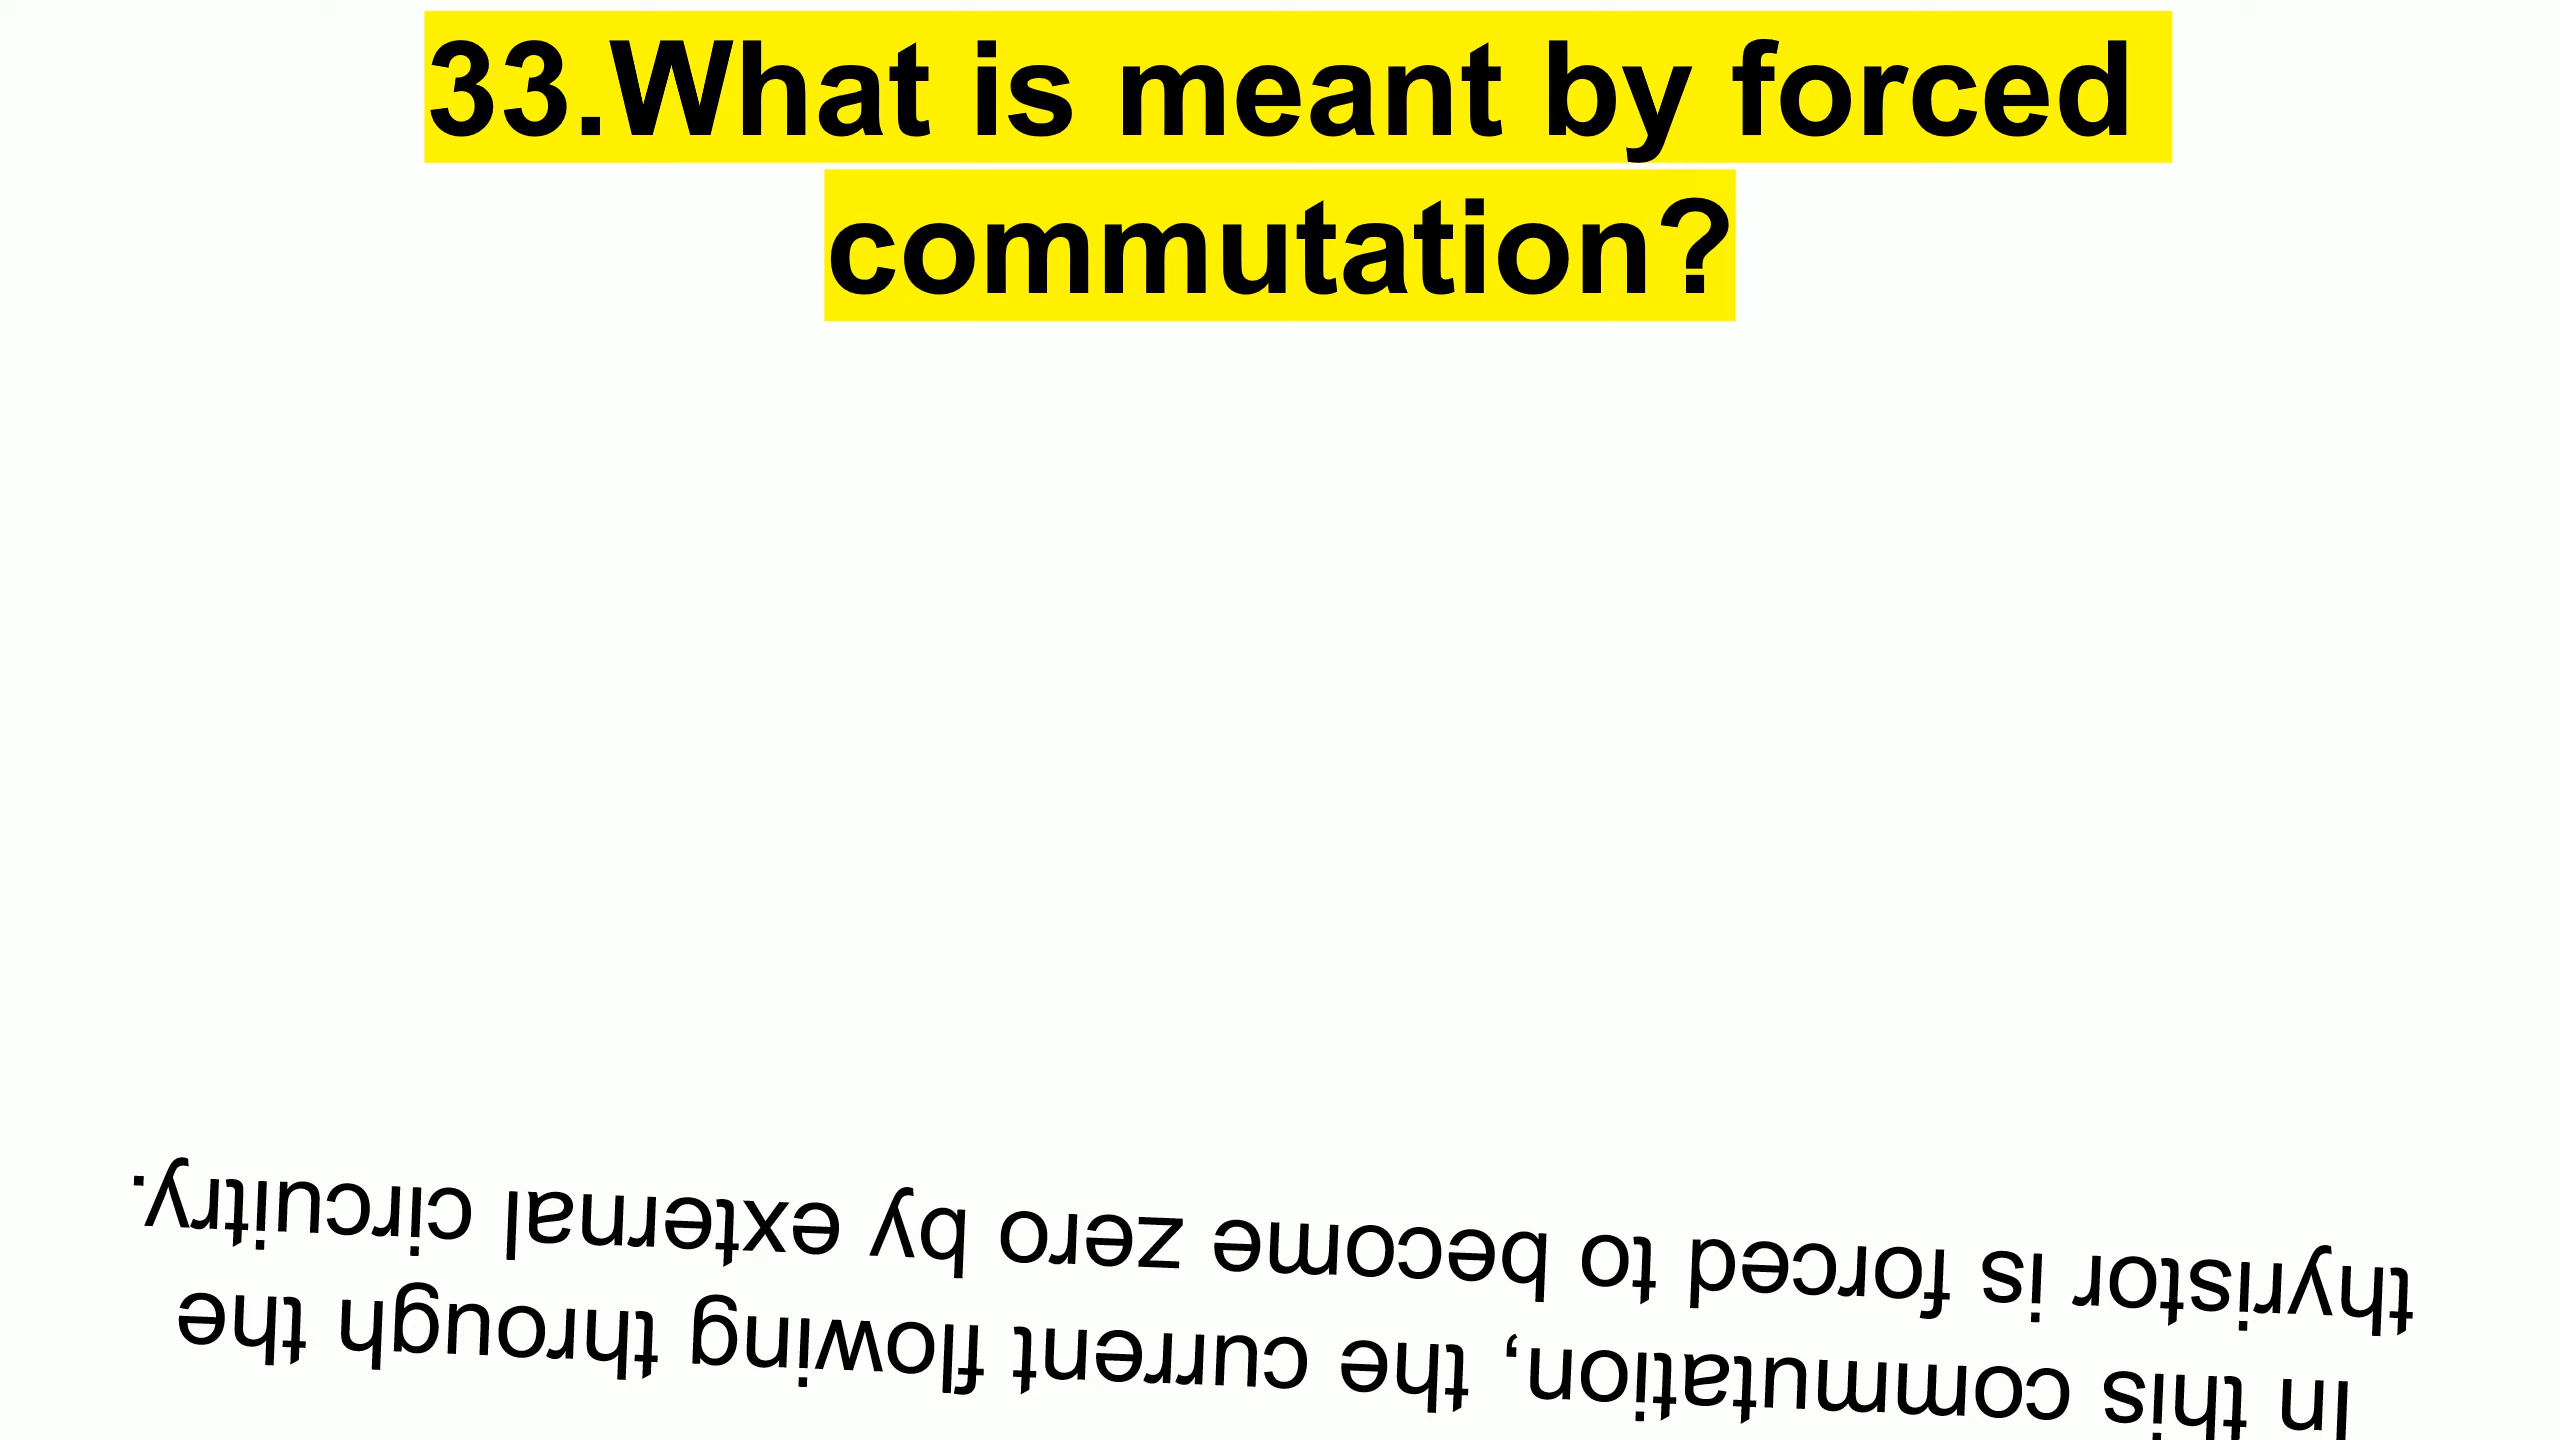 33.What is meant by forced
commutation?
In this commutation, the current flowing through the
thyristor is forced to become zero by external circuitry.